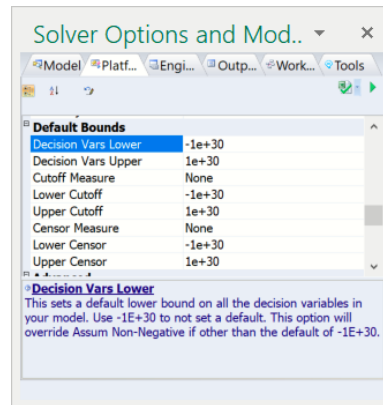 Solver Options and Mod..
Model Platf... Engi... Outp... Work... Tools
Default Bounds
Decision Vars Lower -1e+30
Decision Vars Upper 1e+30
Cutoff Measure None
Lower Cutoff -1e+30
Upper Cutoff 1e+30
Censor Measure None
Lower Censor -1e+30
Upper Censor 1e+30
Decision Vars Lower
This sets a default lower bound on all the decision variables in
your model. Use -1E+30 to not set a default. This option will
override Assum Non-Negative if other than the default of -1E+30.